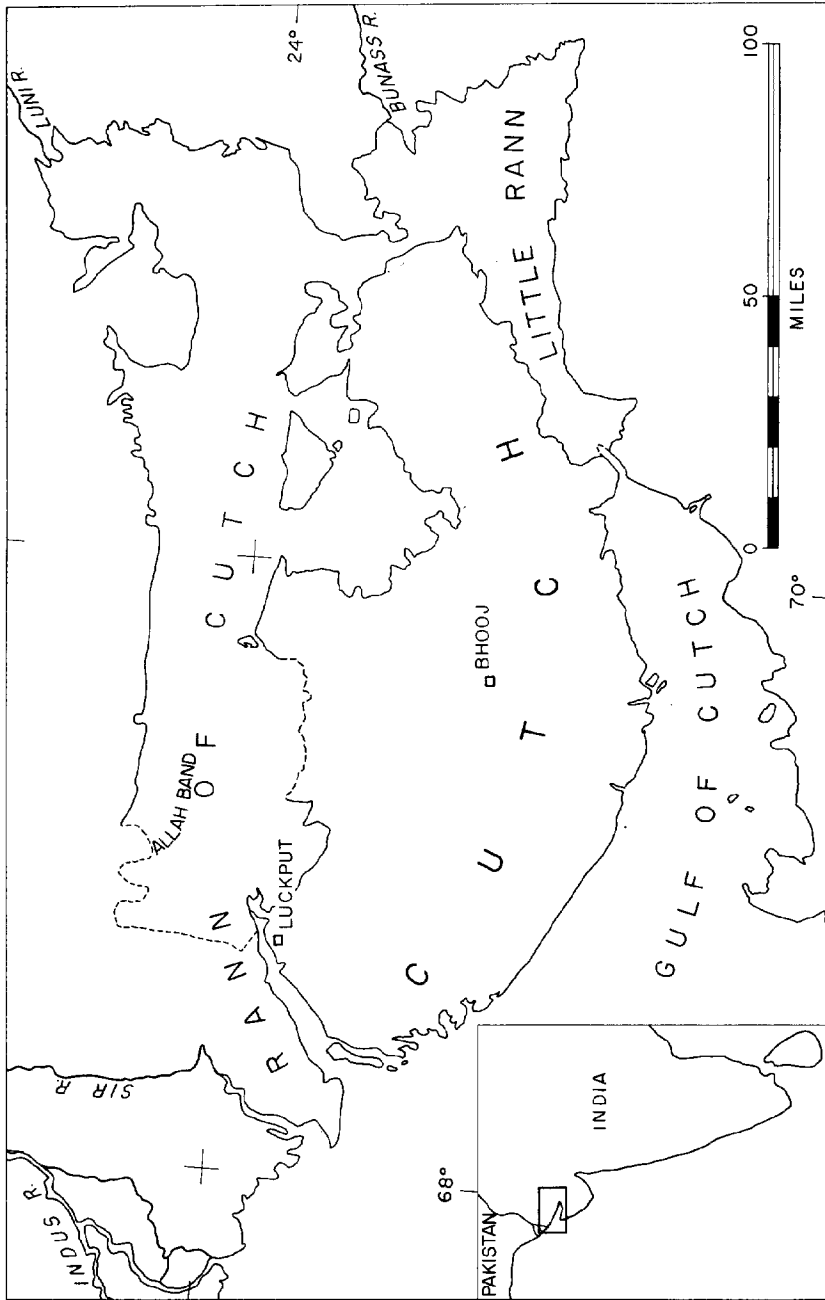 LUNI R.
24°
BUNASS R.
INDUS R.
SIR R.
ALLAH BAND
RANN OF CUTCH
LUCKPUT
BHOOJ
LITTLE RANN
CUTCH
GULF OF CUTCH
70°
0 50 100
MILES
68°
PAKISTAN
INDIA